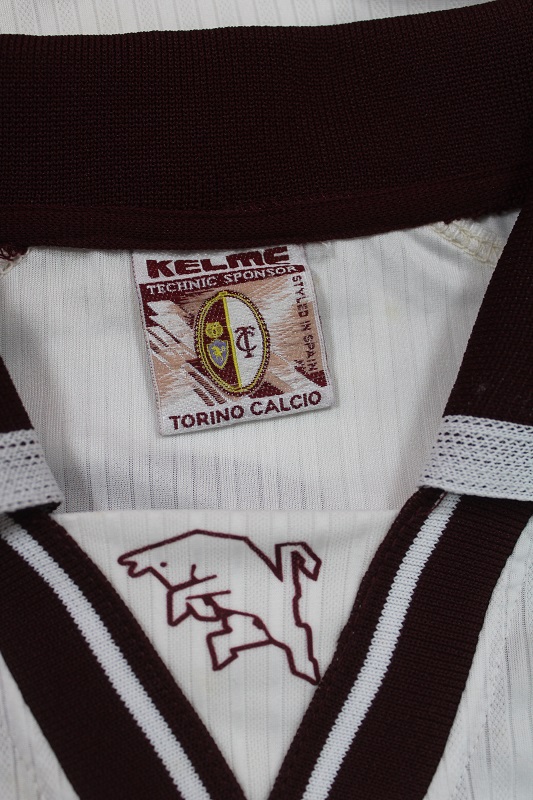 KELME
TECHNIC SPONSOR
STYLED IN SPAIN
TC
TORINO CALCIO